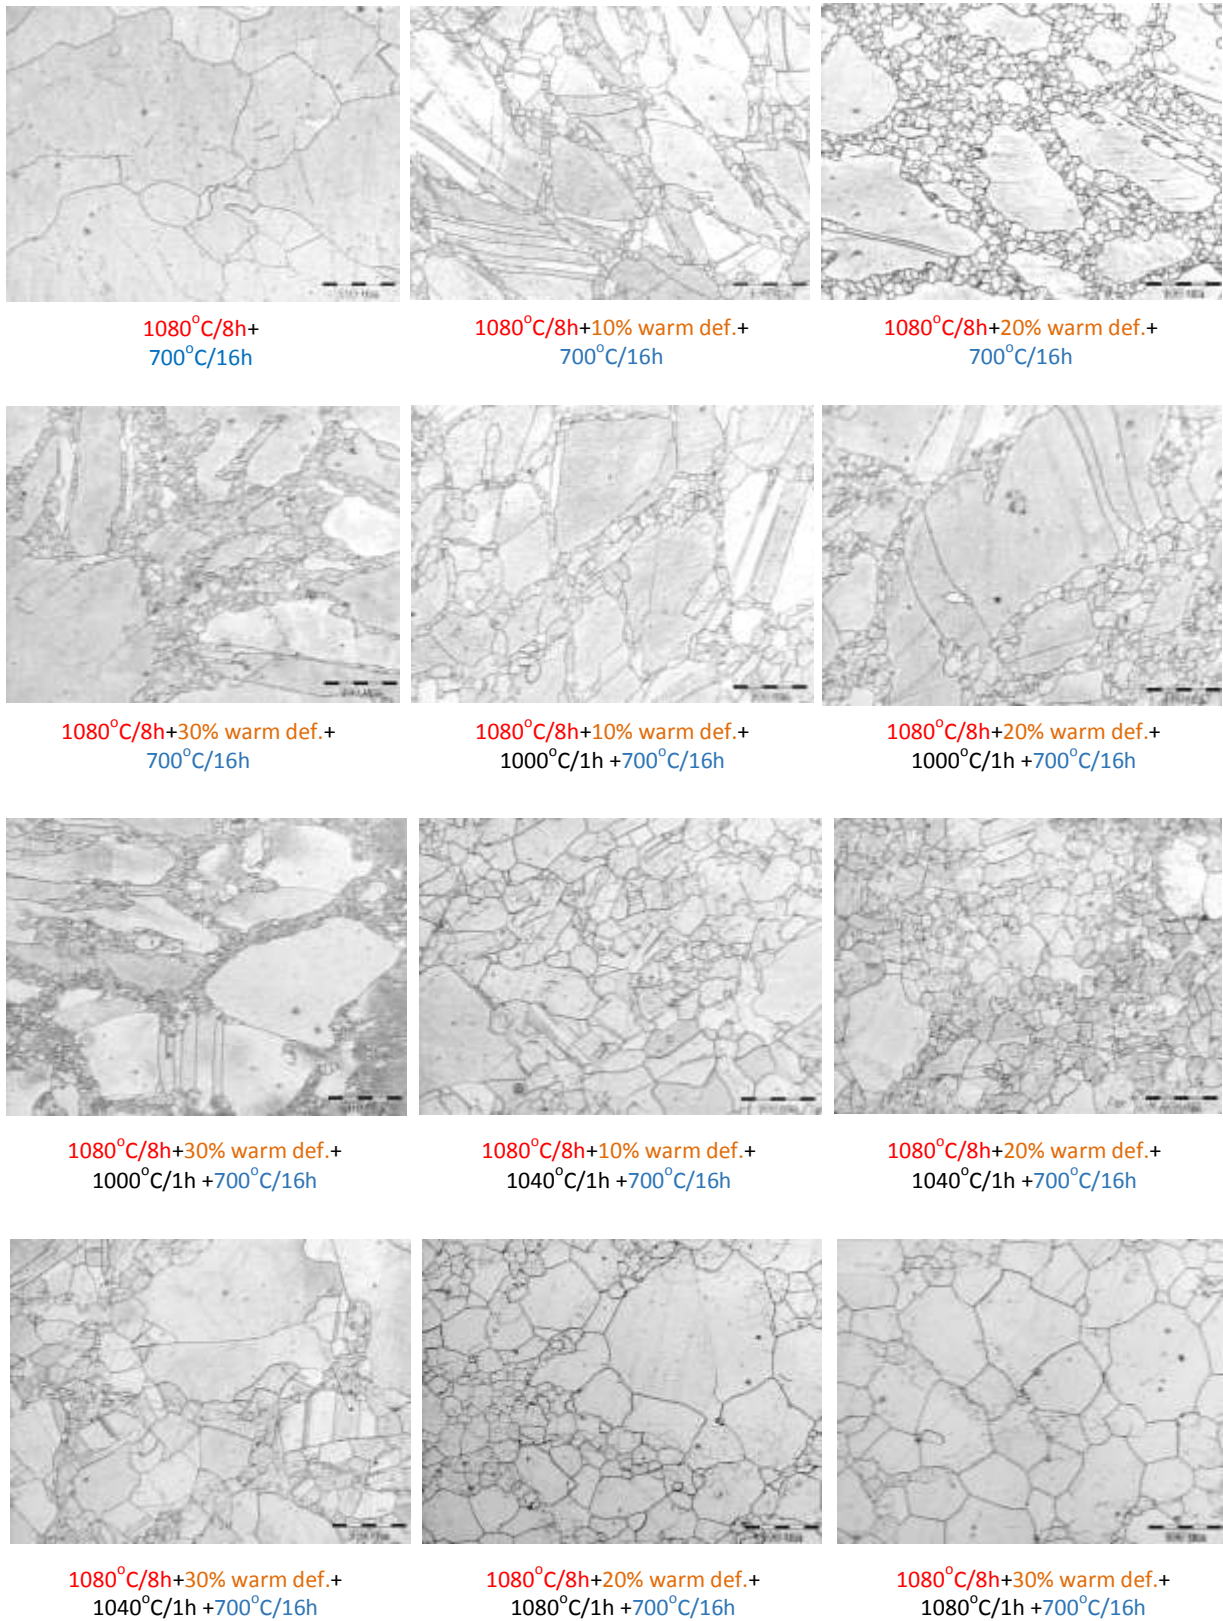 1080°C/8h+
700°C/16h
1080°C/8h+10% warm def.+
700°C/16h
1080°C/8h+20% warm def.+
700°C/16h
1080°C/8h+30% warm def.+
700°C/16h
1080°C/8h+10% warm def.+
1000°C/1h +700°C/16h
1080°C/8h+20% warm def.+
1000°C/1h +700°C/16h
1080°C/8h+30% warm def.+
1000°C/1h +700°C/16h
1080°C/8h+10% warm def.+
1040°C/1h +700°C/16h
1080°C/8h+20% warm def.+
1040°C/1h +700°C/16h
1080°C/8h+30% warm def.+
1040°C/1h +700°C/16h
1080°C/8h+20% warm def.+
1080°C/1h +700°C/16h
1080°C/8h+30% warm def.+
1080°C/1h +700°C/16h